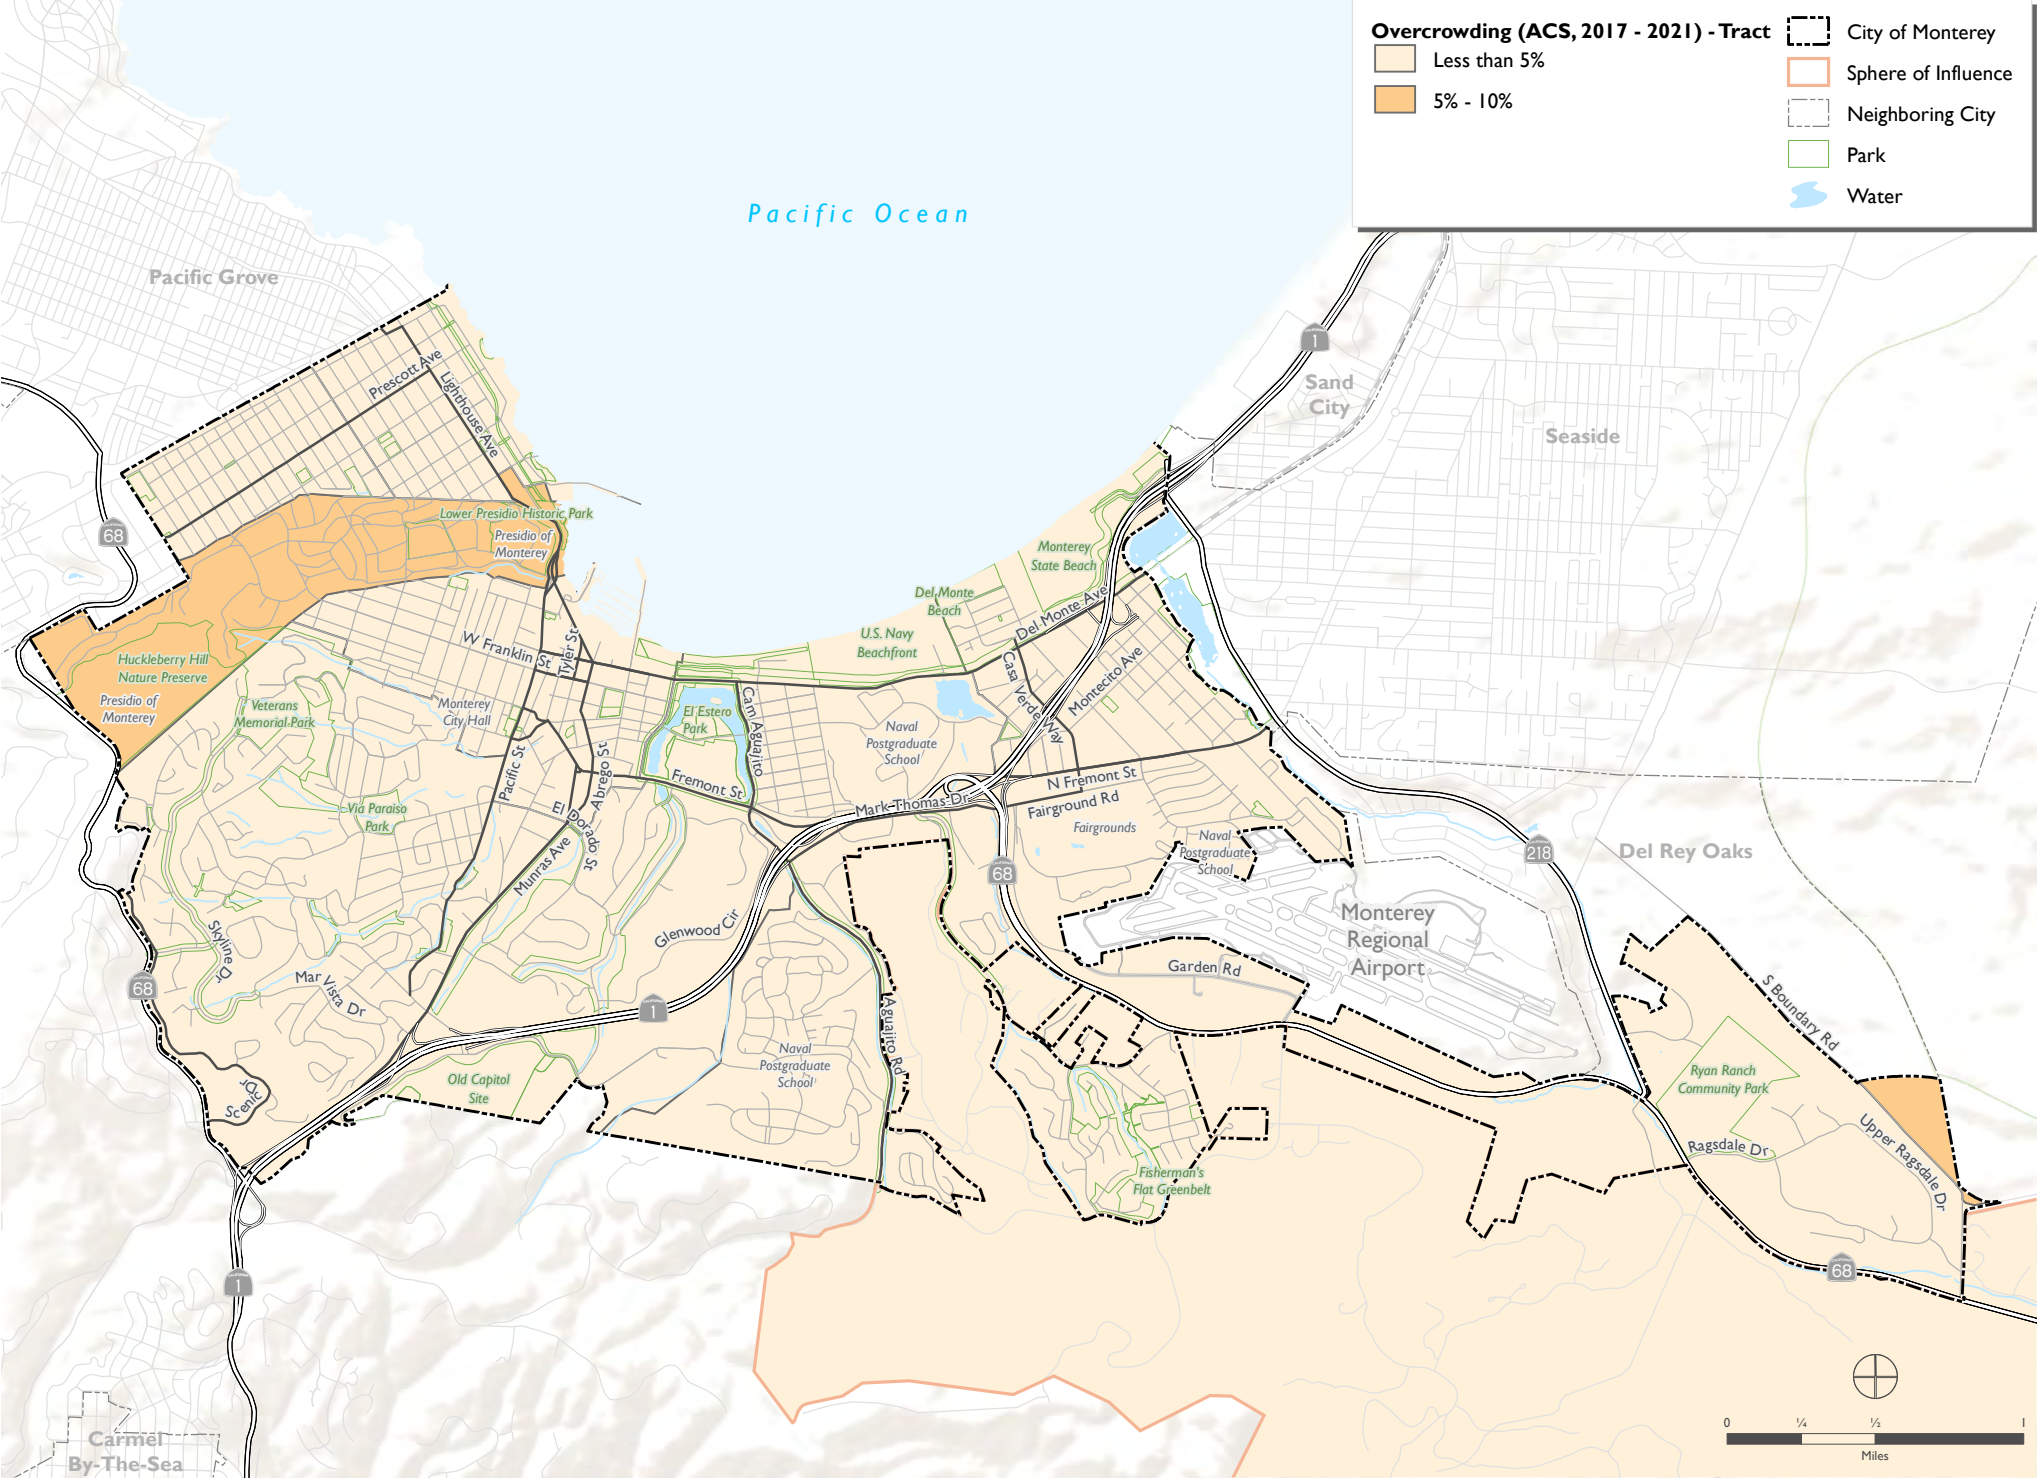 Overcrowding (ACS, 2017 - 2021) - Tract
Less than 5%
5% - 10%
City of Monterey
Sphere of Influence
Neighboring City
Park
Water
Pacific Ocean
Pacific Grove
Sand
City
Seaside
Del Rey Oaks
Carmel
By-The-Sea
1
68
218
68
68
1
1
68
Prescott Ave
Lighthouse Ave
Lower Presidio Historic Park
Presidio of
Monterey
Huckleberry Hill
Nature Preserve
Presidio of
Monterey
Veterans
Memorial Park
Monterey
City Hall
W Franklin St
Tyler St
Pacific St
Abrego St
El Dorado St
Munras Ave
Via Paraiso
Park
El Estero
Park
Cam Aguajito
Fremont St
Naval
Postgraduate
School
U.S. Navy
Beachfront
Del Monte
Beach
Monterey
State Beach
Del Monte Ave
Casa Verde Way
Montecito Ave
Mark Thomas Dr
N Fremont St
Fairground Rd
Fairgrounds
Naval
Postgraduate
School
Monterey
Regional
Airport
Garden Rd
Skyline Dr
Mar Vista Dr
Scenic Dr
Glenwood Cir
Old Capitol
Site
Naval
Postgraduate
School
Aguajito Rd
Fisherman's
Flat Greenbelt
S Boundary Rd
Ryan Ranch
Community Park
Ragsdale Dr
Upper Ragsdale Dr
0
¼
½
1
Miles